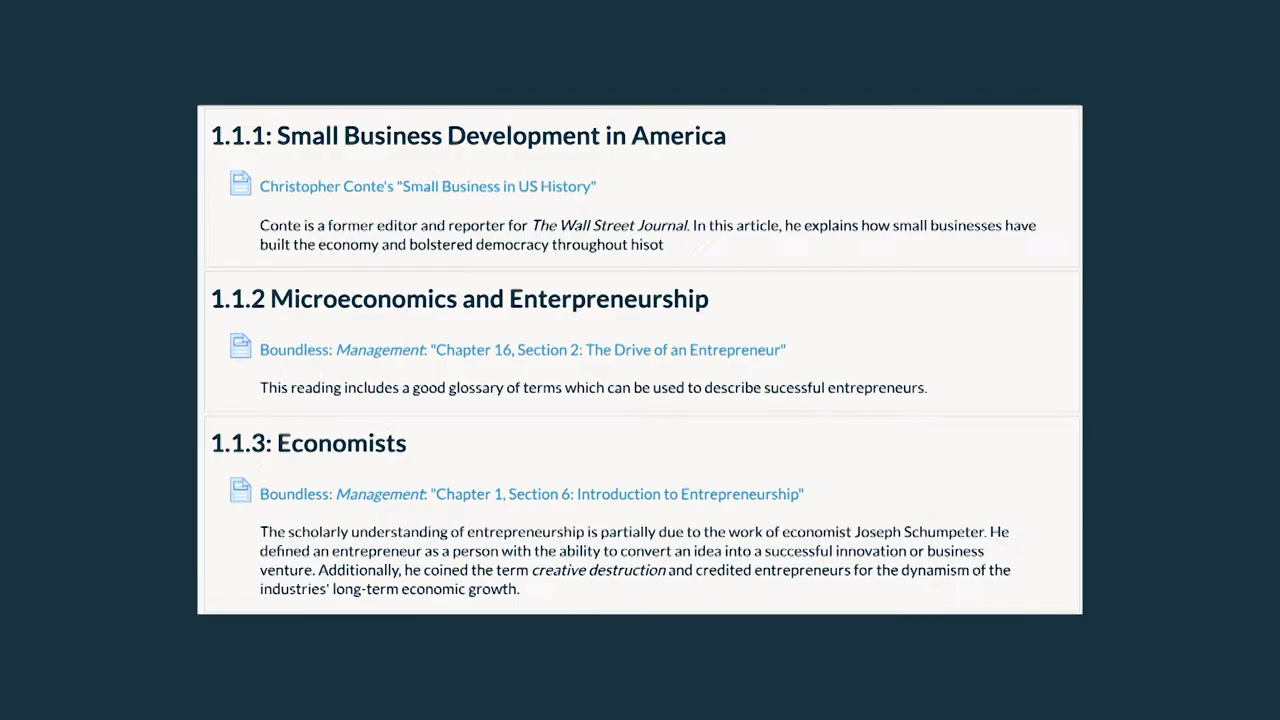 1.1.1: Small Business Development in America
Christopher Conte's "Small Business in US History"
Conte is a former editor and reporter for The Wall Street Journal. In this article, he explains how small businesses have
built the economy and bolstered democracy throughout hisot
1.1.2 Microeconomics and Enterpreneurship
Boundless: Management: "Chapter 16, Section 2: The Drive of an Entrepreneur"
This reading includes a good glossary of terms which can be used to describe sucessful entrepreneurs.
1.1.3: Economists
Boundless: Management: "Chapter 1, Section 6: Introduction to Entrepreneurship"
The scholarly understanding of entrepreneurship is partially due to the work of economist Joseph Schumpeter. He
defined an entrepreneur as a person with the ability to convert an idea into a successful innovation or business
venture. Additionally, he coined the term creative destruction and credited entrepreneurs for the dynamism of the
industries' long-term economic growth.